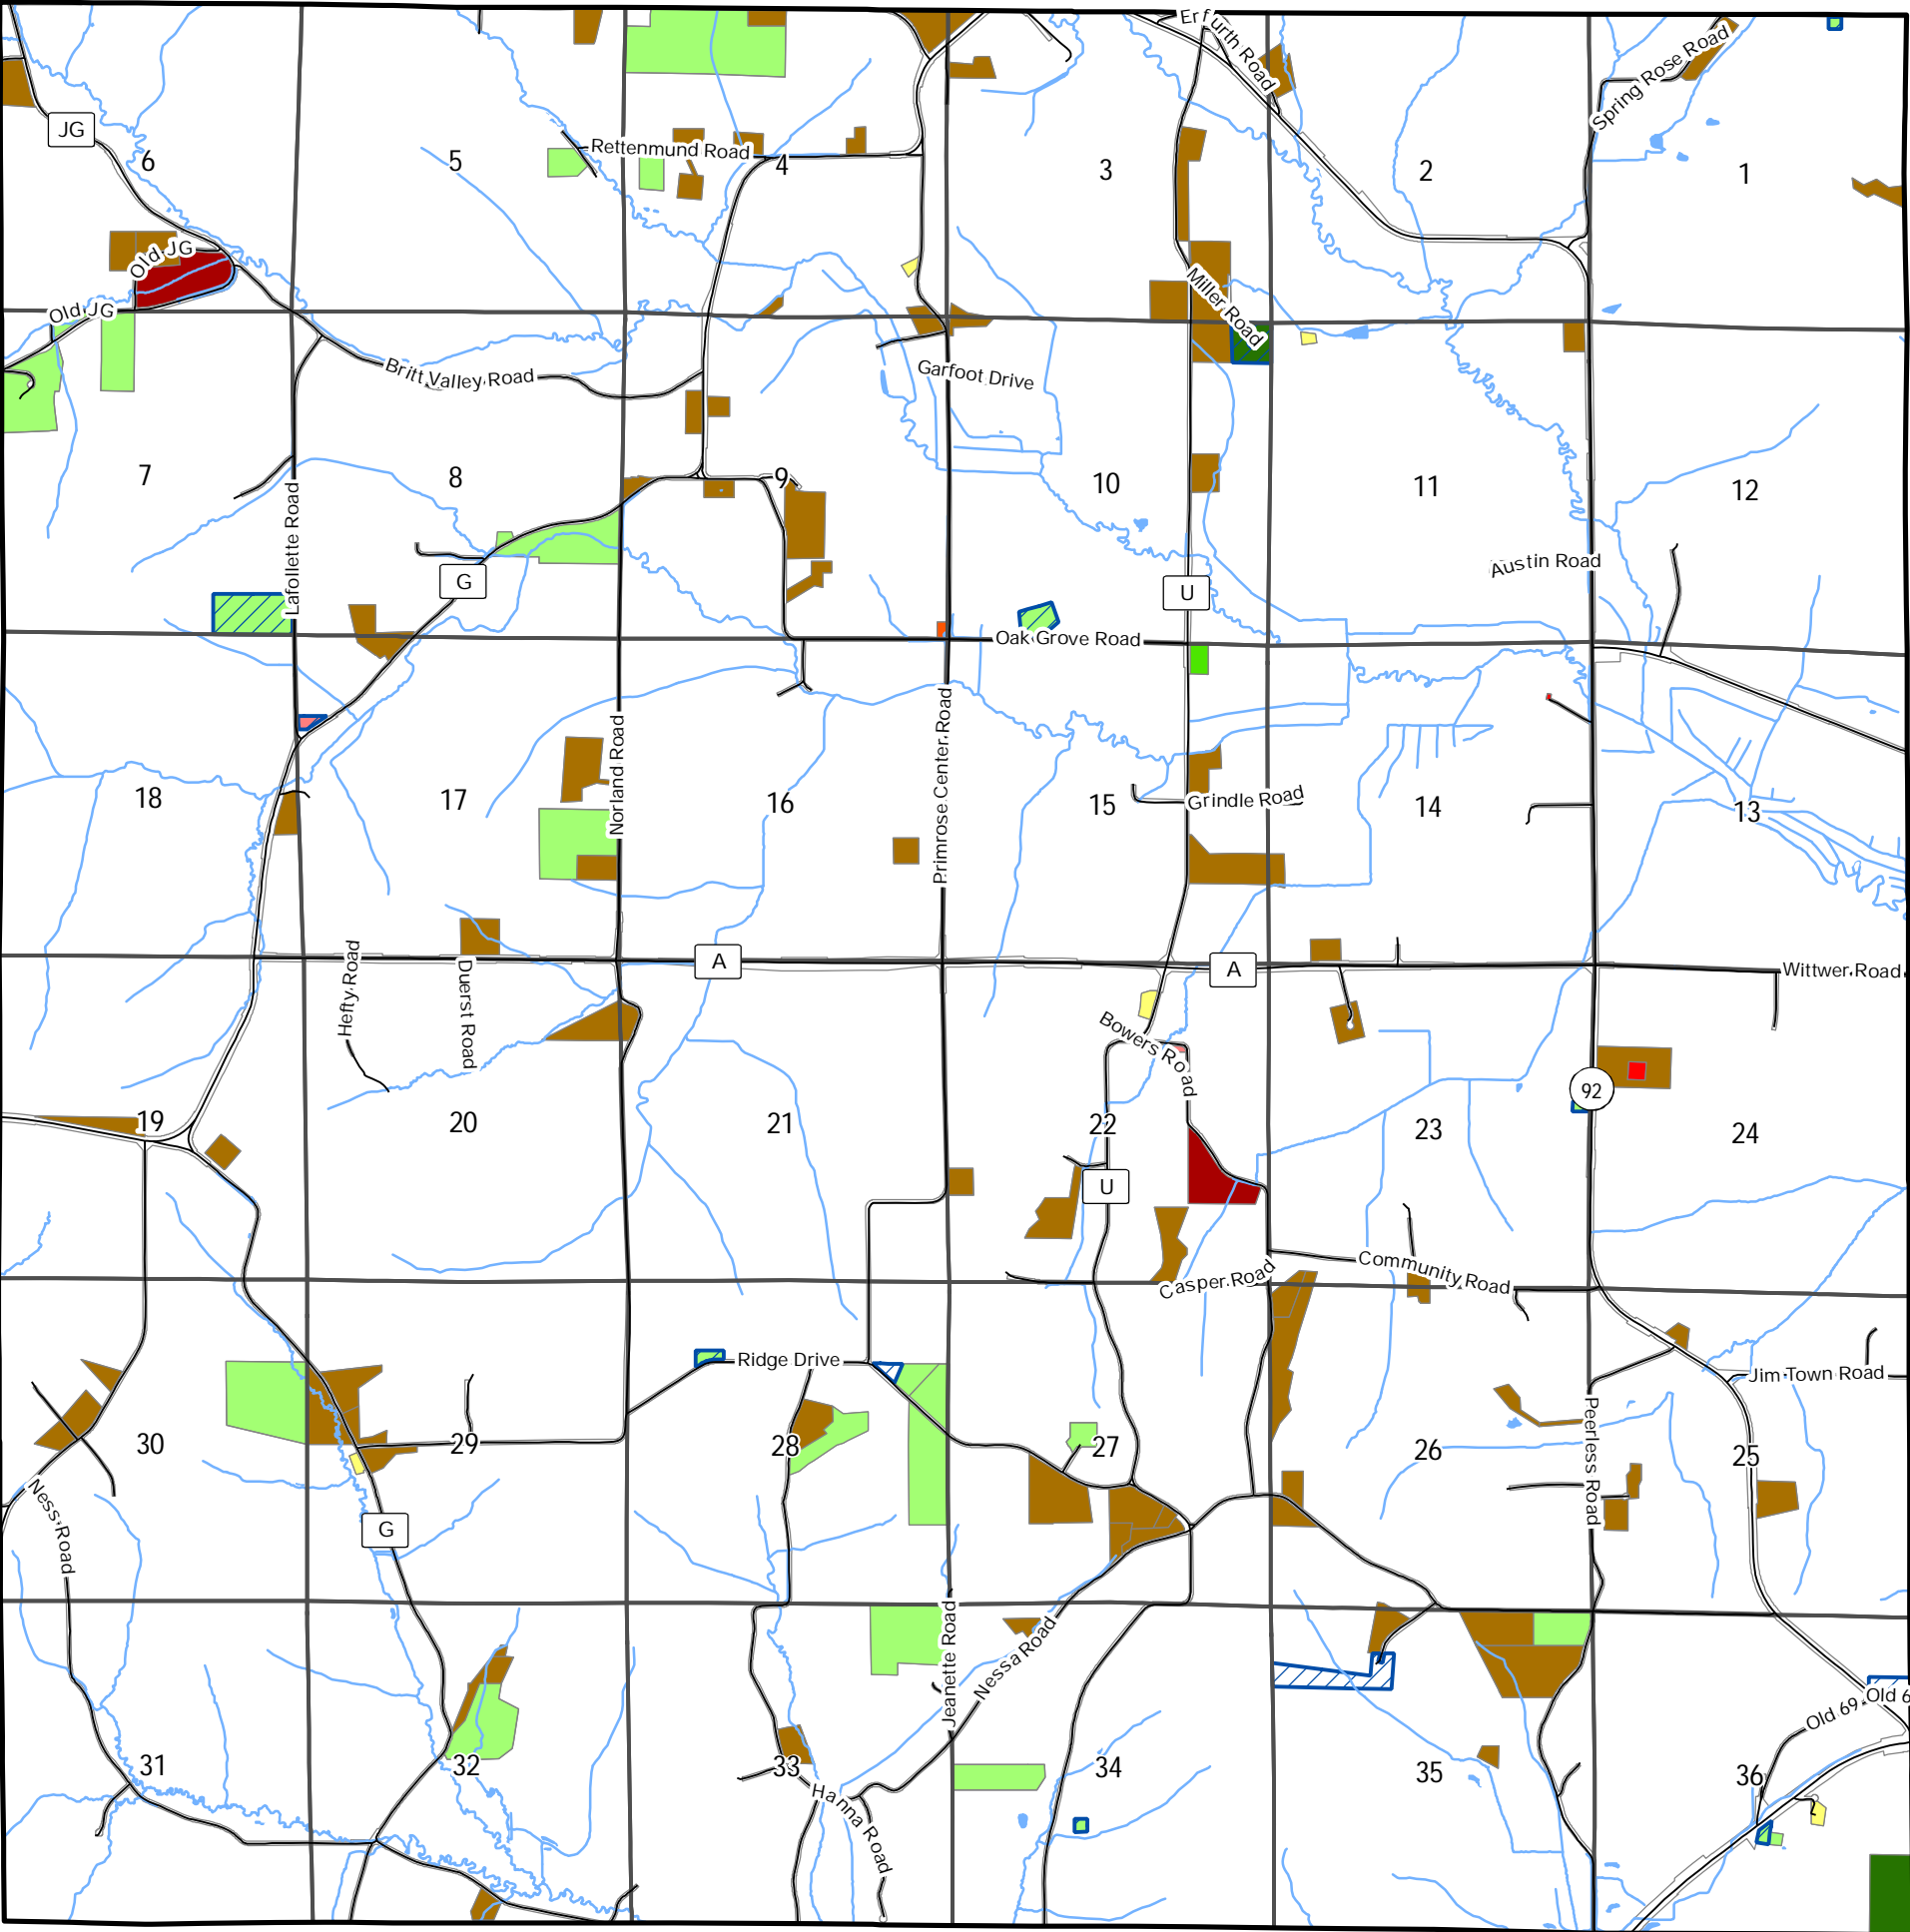 Erfurth Road
Spring Rose Road
JG
6
5
Rettenmund Road
4
3
2
1
Old JG
Old JG
Miller Road
Britt Valley Road
Garfoot Drive
7
8
9
10
11
12
Lafollette Road
G
U
Austin Road
Oak Grove Road
Norland Road
Primrose Center Road
18
17
16
15
Grindle Road
14
13
Hefty Road
Duerst Road
A
A
Wittwer Road
Bowers Road
92
19
20
21
22
23
24
U
Casper Road
Community Road
Ridge Drive
Jim Town Road
Peerless Road
30
29
28
27
26
25
Ness Road
G
Jeanette Road
Nessa Road
Old 69
Old 6
31
32
33
34
35
36
Hanna Road